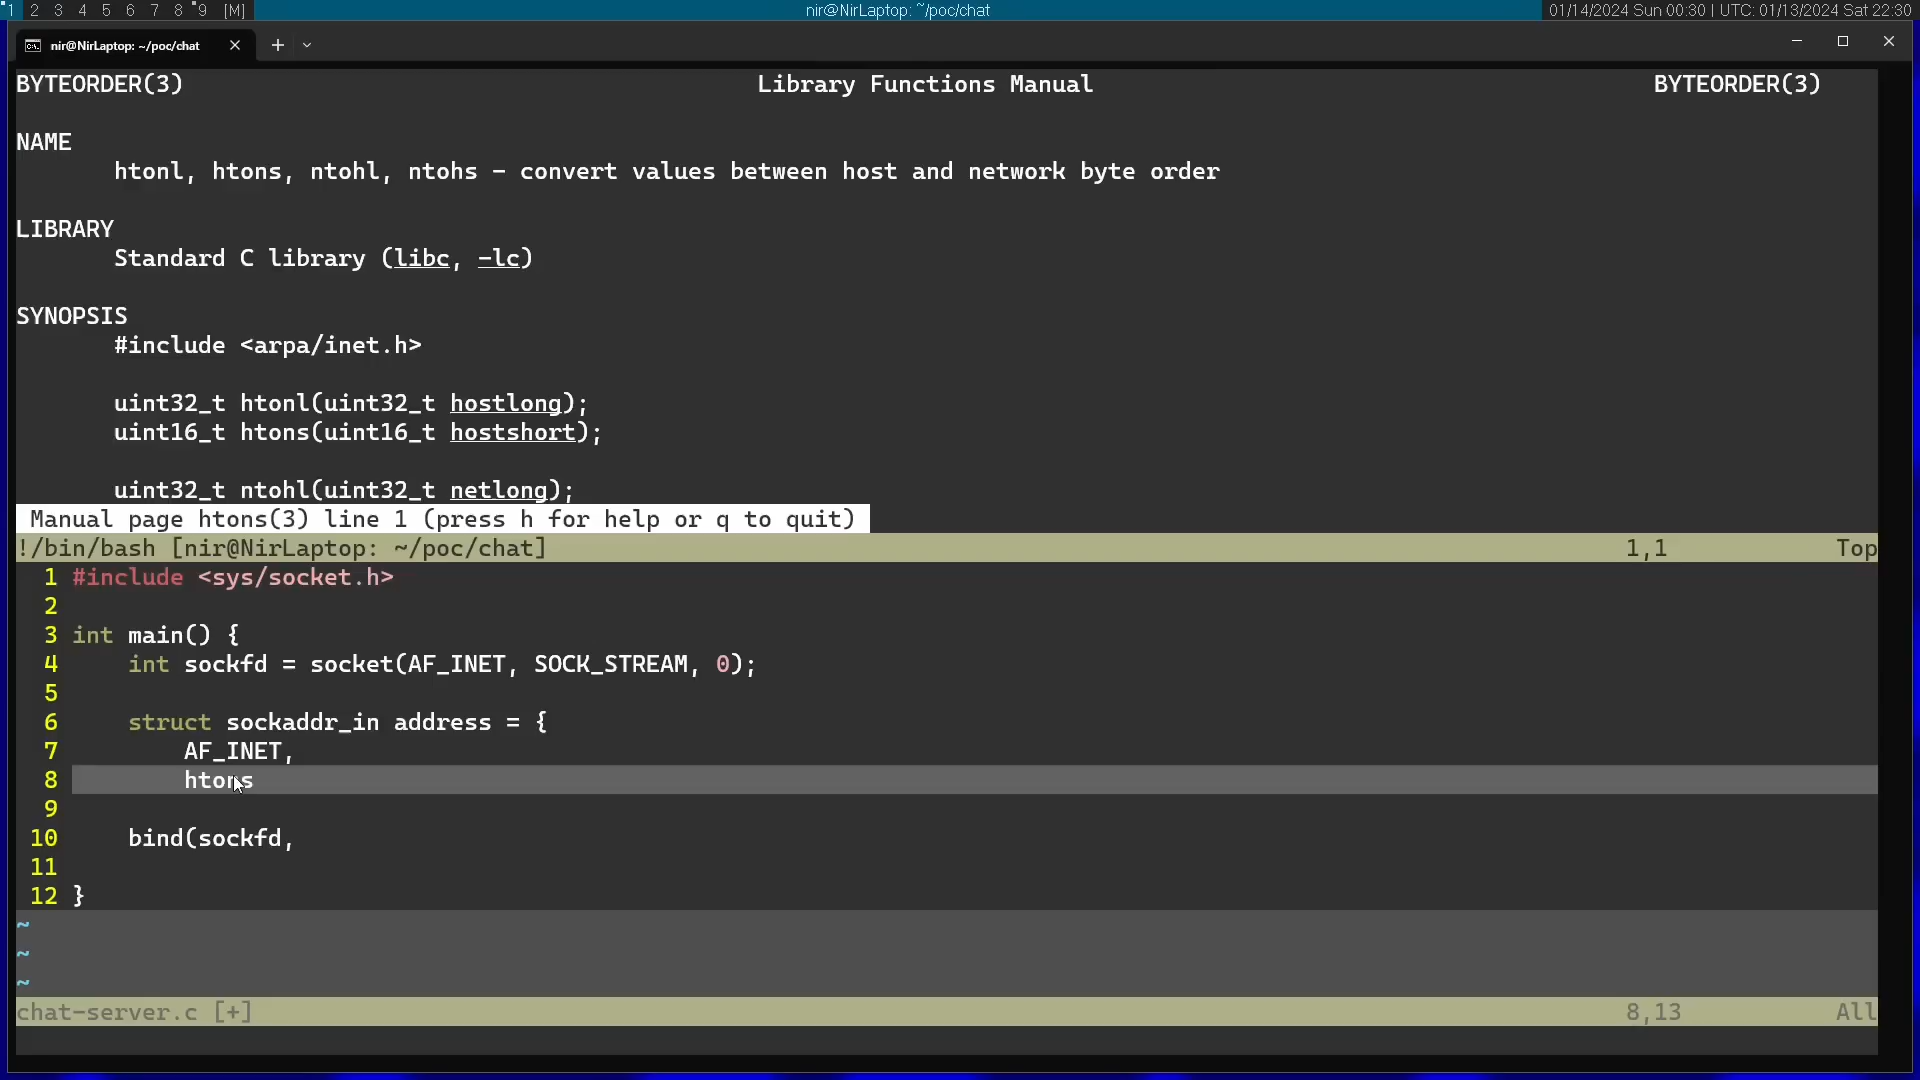 1 2 3 4 5 6 7 8 9 [M] nir@NirLaptop: ~/poc/chat 01/14/2024 Sun 00:30 | UTC: 01/13/2024 Sat 22:30
nir@NirLaptop: ~/poc/chat
BYTEORDER(3) Library Functions Manual BYTEORDER(3)
NAME
htonl, htons, ntohl, ntohs - convert values between host and network byte order
LIBRARY
Standard C library (libc, -lc)
SYNOPSIS
#include <arpa/inet.h>
uint32_t htonl(uint32_t hostlong);
uint16_t htons(uint16_t hostshort);
uint32_t ntohl(uint32_t netlong);
Manual page htons(3) line 1 (press h for help or q to quit)
!/bin/bash [nir@NirLaptop: ~/poc/chat] 1,1 Top
1 #include <sys/socket.h>
2
3 int main() {
4 int sockfd = socket(AF_INET, SOCK_STREAM, 0);
5
6 struct sockaddr_in address = {
7 AF_INET,
8 htons
9
10 bind(sockfd,
11
12 }
~
~
~
chat-server.c [+] 8,13 All